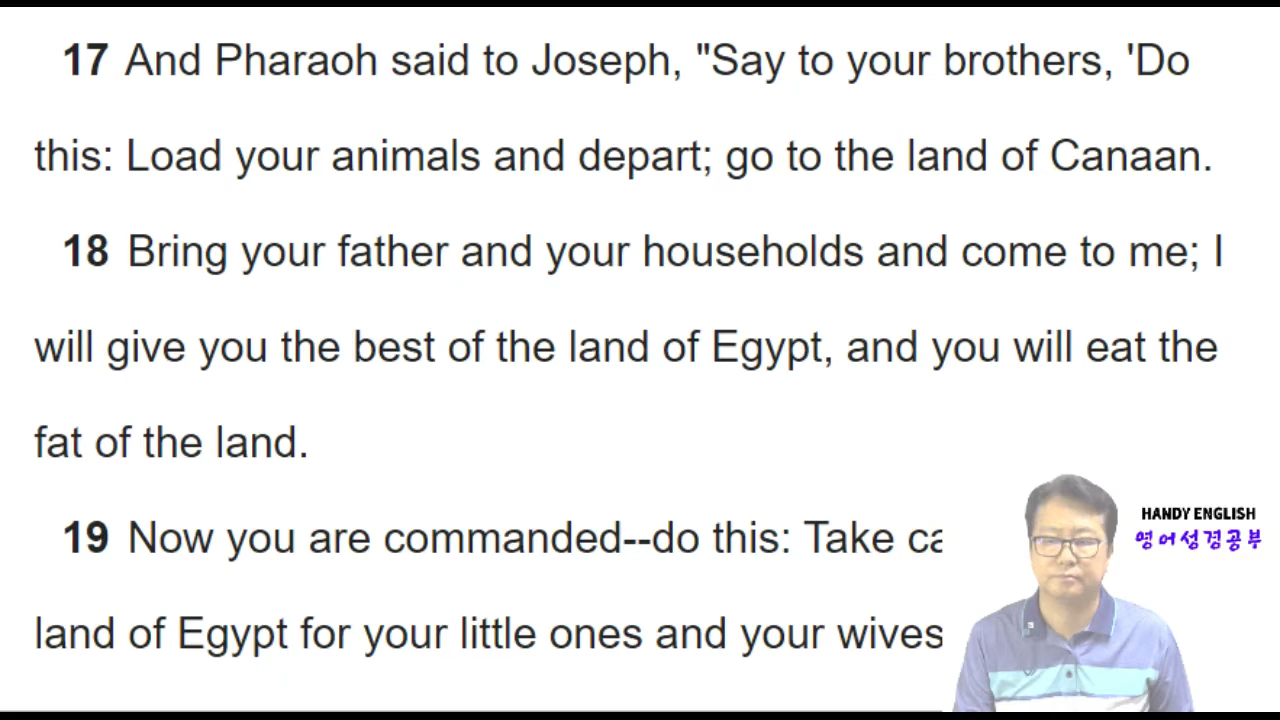 17 And Pharaoh said to Joseph, "Say to your brothers, 'Do
this: Load your animals and depart; go to the land of Canaan.
18 Bring your father and your households and come to me; I
will give you the best of the land of Egypt, and you will eat the
fat of the land.
19 Now you are commanded--do this: Take
land of Egypt for your little ones and your wives
HANDY ENGLISH
영어성경공부